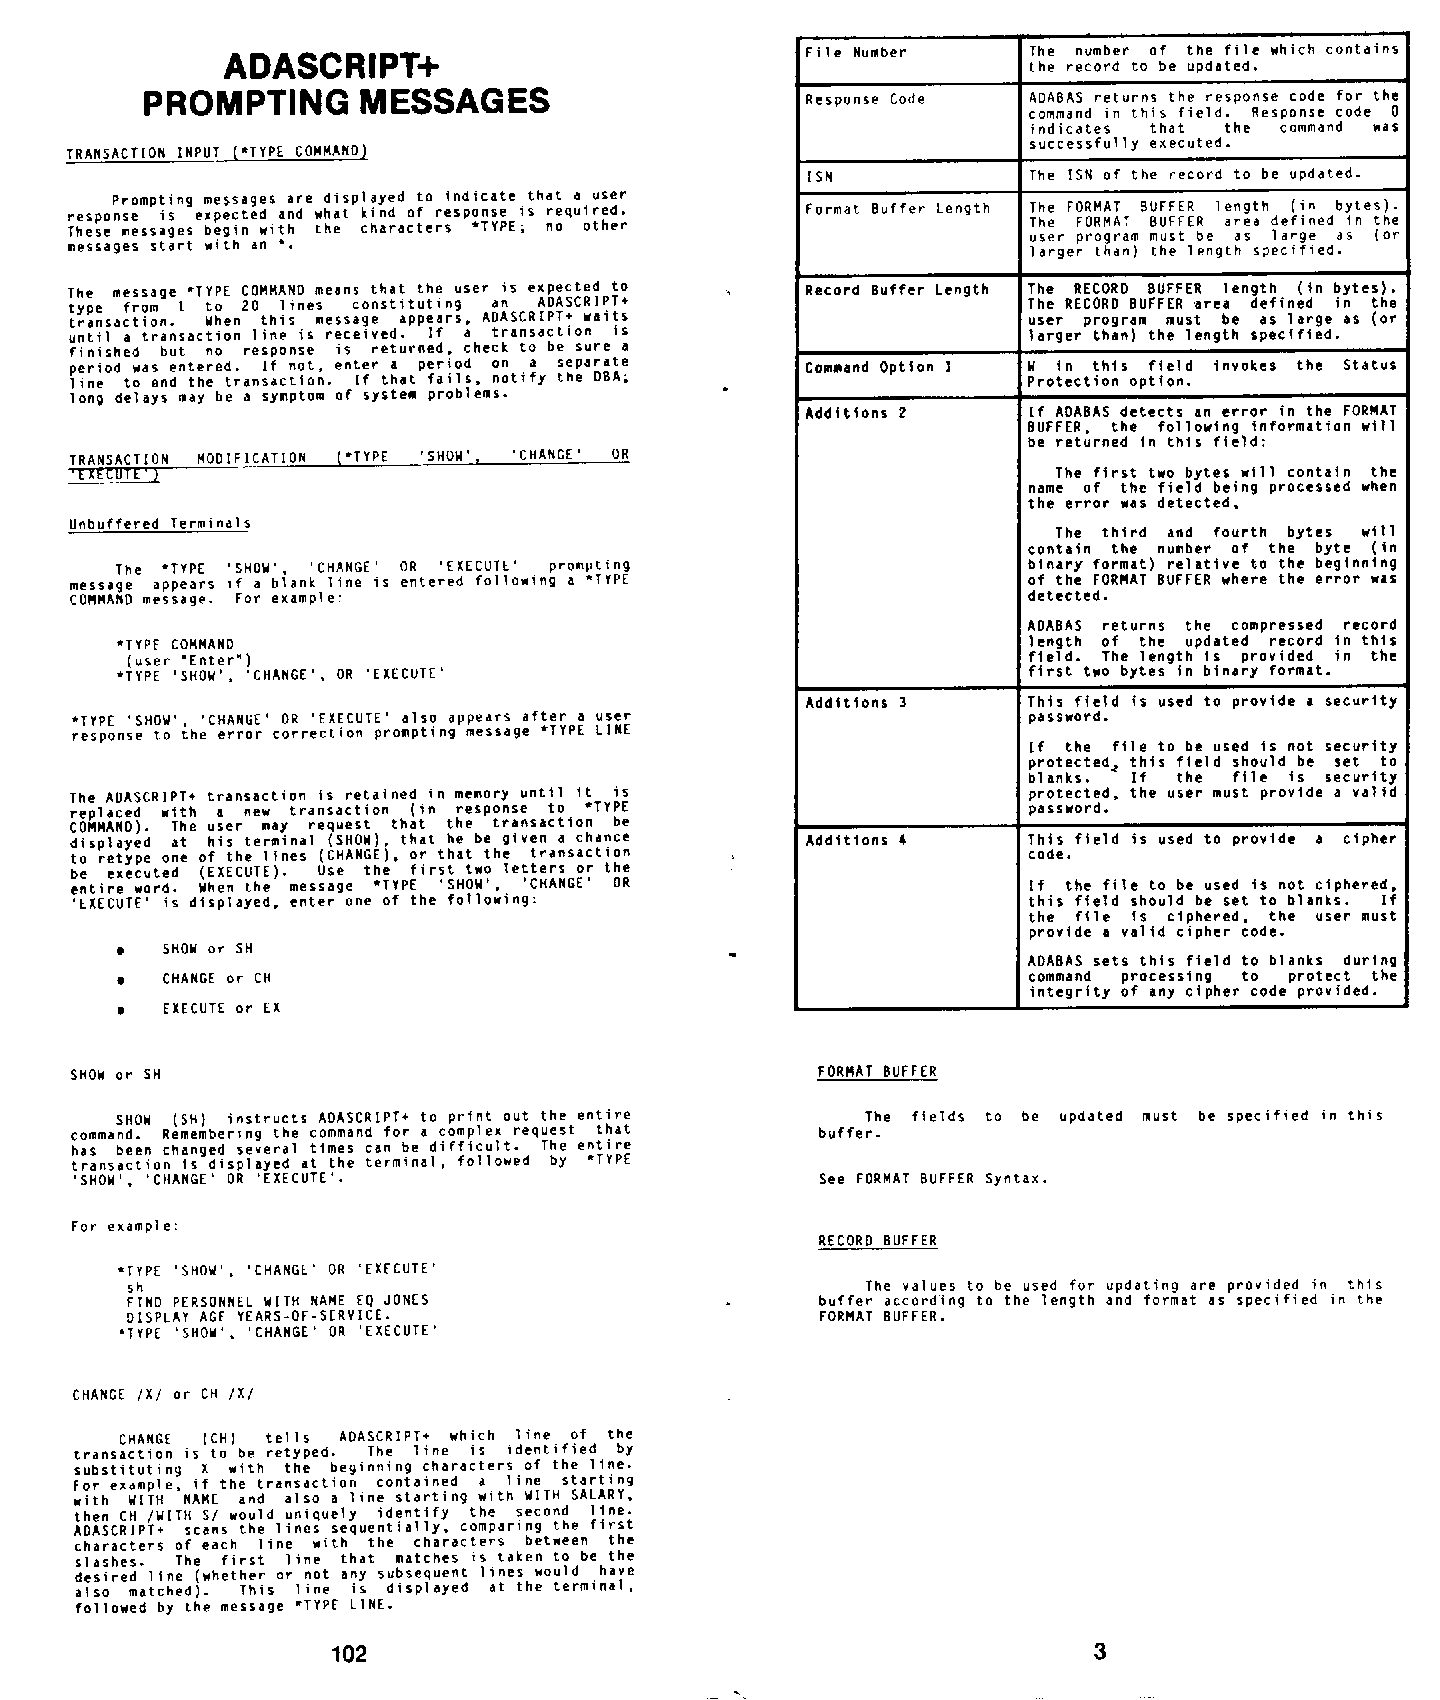 ADASCRIPT+
PROMPTING MESSAGES
TRANSACTION INPUT (*TYPE COMMAND)
Prompting messages are displayed to indicate that a user
response is expected and what kind of response is required.
These messages begin with the characters *TYPE; no other
messages start with an *.
The message *TYPE COMMAND means that the user is expected to
type from 1 to 20 lines constituting an ADASCRIPT+
transaction. When this message appears, ADASCRIPT+ waits
until a transaction line is received. If a transaction is
finished but no response is returned, check to be sure a
period was entered. If not, enter a period on a separate
line to end the transaction. If that fails, notify the DBA;
long delays may be a symptom of system problems.
TRANSACTION MODIFICATION (*TYPE 'SHOW', 'CHANGE' OR
'EXECUTE')
Unbuffered Terminals
The *TYPE 'SHOW', 'CHANGE' OR 'EXECUTE' prompting
message appears if a blank line is entered following a *TYPE
COMMAND message. For example:
*TYPE COMMAND
(user "Enter")
*TYPE 'SHOW', 'CHANGE', OR 'EXECUTE'
*TYPE 'SHOW', 'CHANGE' OR 'EXECUTE' also appears after a user
response to the error correction prompting message *TYPE LINE
The ADASCRIPT+ transaction is retained in memory until it is
replaced with a new transaction (in response to *TYPE
COMMAND). The user may request that the transaction be
displayed at his terminal (SHOW), that he be given a chance
to retype one of the lines (CHANGE), or that the transaction
be executed (EXECUTE). Use the first two letters or the
entire word. When the message *TYPE 'SHOW', 'CHANGE' OR
'EXECUTE' is displayed, enter one of the following:
• SHOW or SH
• CHANGE or CH
• EXECUTE or EX
SHOW or SH
SHOW (SH) instructs ADASCRIPT+ to print out the entire
command. Remembering the command for a complex request that
has been changed several times can be difficult. The entire
transaction is displayed at the terminal, followed by *TYPE
'SHOW', 'CHANGE' OR 'EXECUTE'.
For example:
*TYPE 'SHOW', 'CHANGE' OR 'EXECUTE'
sh
FIND PERSONNEL WITH NAME EQ JONES
DISPLAY AGE YEARS-OF-SERVICE.
*TYPE 'SHOW', 'CHANGE' OR 'EXECUTE'
CHANGE /X/ or CH /X/
CHANGE (CH) tells ADASCRIPT+ which line of the
transaction is to be retyped. The line is identified by
substituting X with the beginning characters of the line.
For example, if the transaction contained a line starting
with WITH NAME and also a line starting with WITH SALARY,
then CH /WITH S/ would uniquely identify the second line.
ADASCRIPT+ scans the lines sequentially, comparing the first
characters of each line with the characters between the
slashes. The first line that matches is taken to be the
desired line (whether or not any subsequent lines would have
also matched). This line is displayed at the terminal,
followed by the message *TYPE LINE.
102
File Number
The number of the file which contains
the record to be updated.
Response Code
ADABAS returns the response code for the
command in this field. Response code 0
indicates that the command was
successfully executed.
ISN
The ISN of the record to be updated.
Format Buffer Length
The FORMAT BUFFER length (in bytes).
The FORMAT BUFFER area defined in the
user program must be as large as (or
larger than) the length specified.
Record Buffer Length
The RECORD BUFFER length (in bytes).
The RECORD BUFFER area defined in the
user program must be as large as (or
larger than) the length specified.
Command Option 1
W in this field invokes the Status
Protection option.
Additions 2
If ADABAS detects an error in the FORMAT
BUFFER, the following information will
be returned in this field:
The first two bytes will contain the
name of the field being processed when
the error was detected.
The third and fourth bytes will
contain the number of the byte (in
binary format) relative to the beginning
of the FORMAT BUFFER where the error was
detected.
ADABAS returns the compressed record
length of the updated record in this
field. The length is provided in the
first two bytes in binary format.
Additions 3
This field is used to provide a security
password.
If the file to be used is not security
protected, this field should be set to
blanks. If the file is security
protected, the user must provide a valid
password.
Additions 4
This field is used to provide a cipher
code.
If the file to be used is not ciphered,
this field should be set to blanks. If
the file is ciphered, the user must
provide a valid cipher code.
ADABAS sets this field to blanks during
command processing to protect the
integrity of any cipher code provided.
FORMAT BUFFER
The fields to be updated must be specified in this
buffer.
See FORMAT BUFFER Syntax.
RECORD BUFFER
The values to be used for updating are provided in this
buffer according to the length and format as specified in the
FORMAT BUFFER.
3